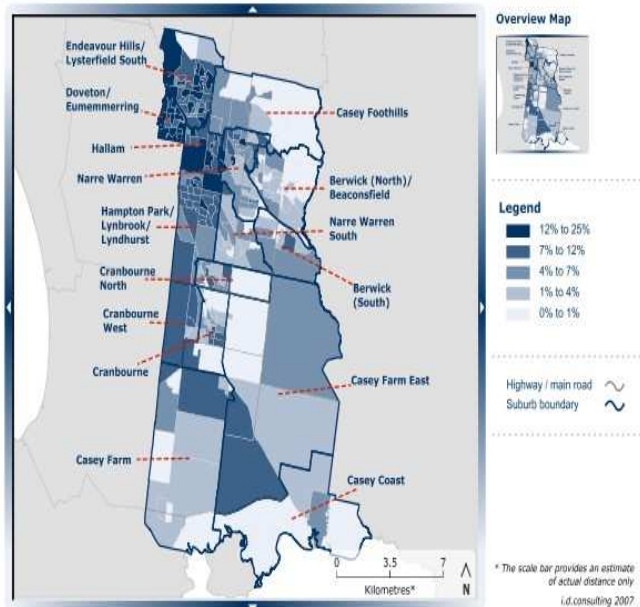 Endeavour Hills/
Lysterfield South
Doveton/
Eumemmerring
Hallam
Narre Warren
Hampton Park/
Lynbrook/
Lyndhurst
Cranbourne
North
Cranbourne
West
Cranbourne
Casey Farm
Casey Foothills
Berwick (North)/
Beaconsfield
Narre Warren
South
Berwick
(South)
Casey Farm East
Casey Coast
0 3.5 7
Kilometres*
N
Overview Map
Legend
12% to 25%
7% to 12%
4% to 7%
1% to 4%
0% to 1%
Highway / main road
Suburb boundary
* The scale bar provides an estimate
of actual distance only
i.d.consulting 2007